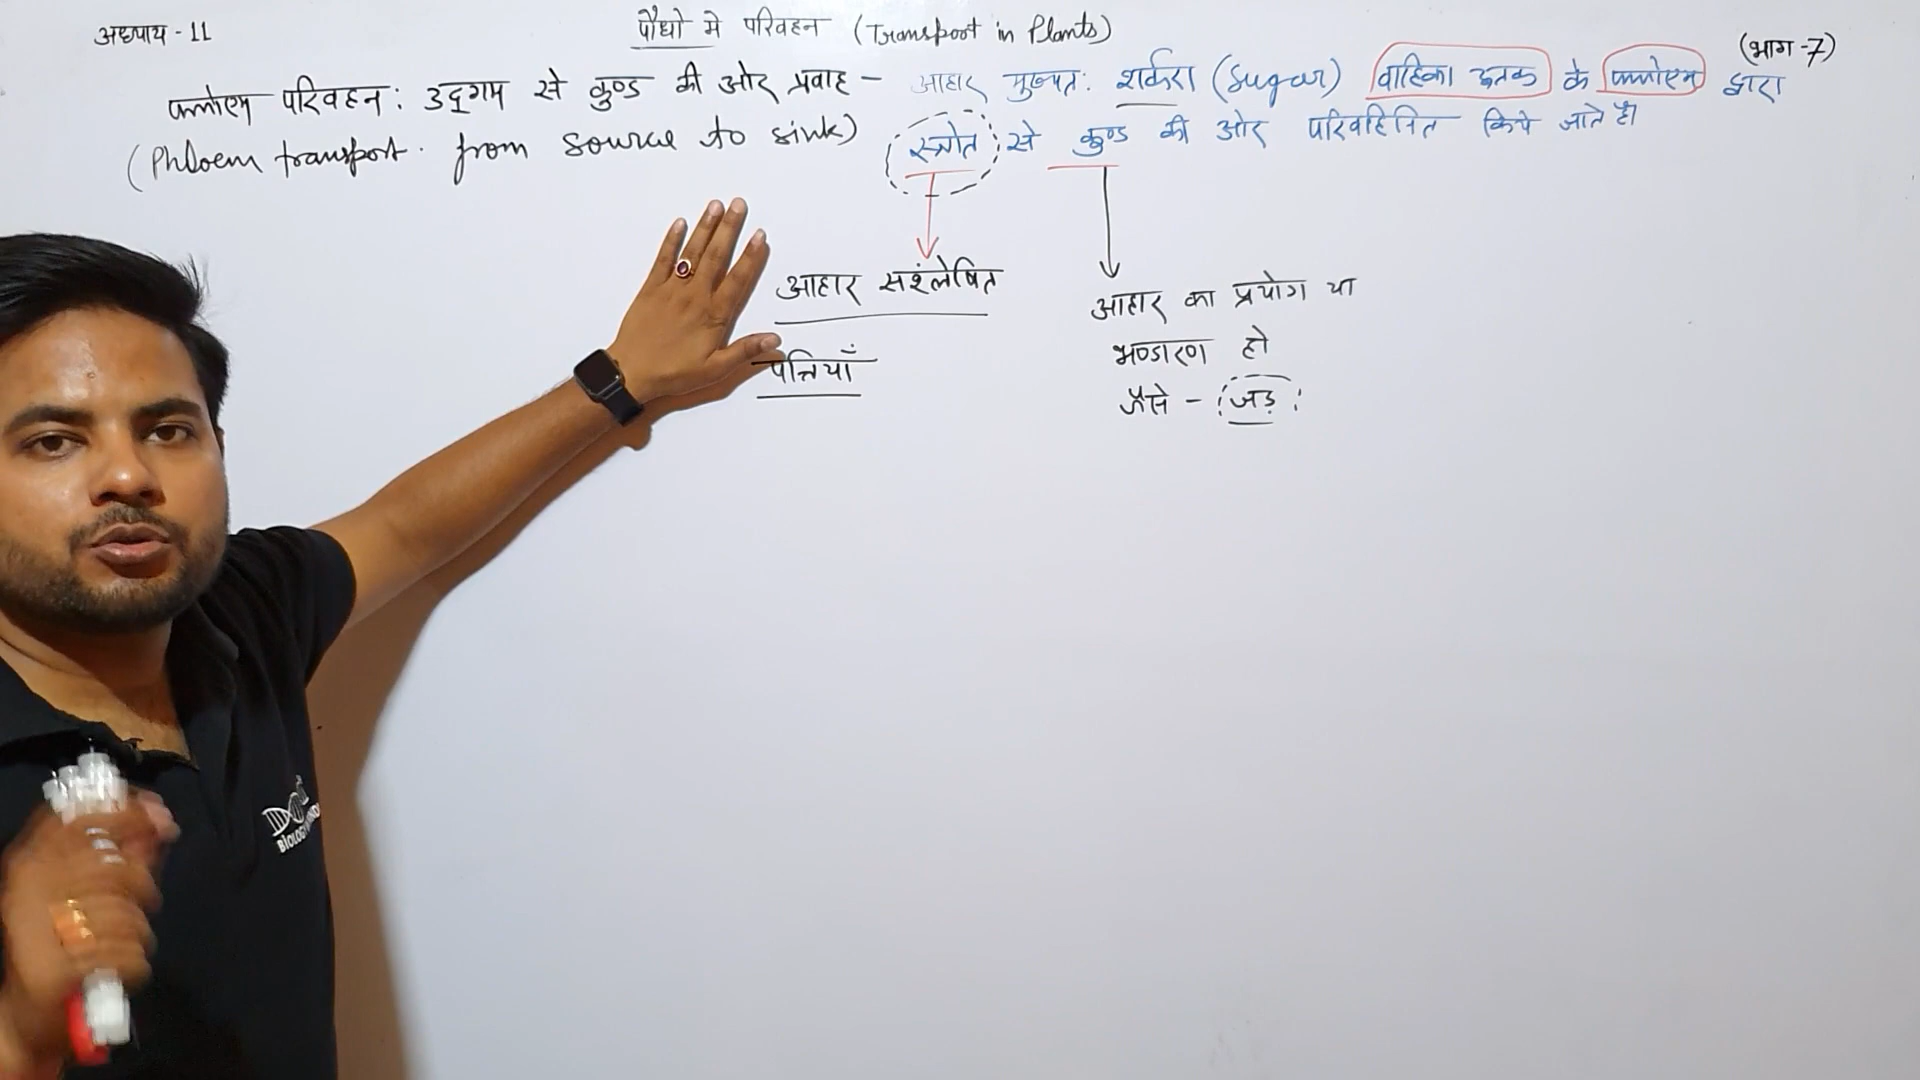 अध्याय - 11
पौधो मे परिवहन (Transport in Plants)
(भाग -7)
फ्लोएम परिवहन : उद्गम से कुण्ड की ओर प्रवाह - आहार मुख्यत: शर्करा (Sugar) वाहिका ऊतक के फ्लोएम द्वारा
(Phloem transport. from source to sink) स्त्रोत से कुण्ड की ओर परिवहित किये जाते है।
आहार सश्लेषित
पत्तियाँ
आहार का प्रयोग या
भण्डारण हो
जैसे - जड़
BIOLOGY